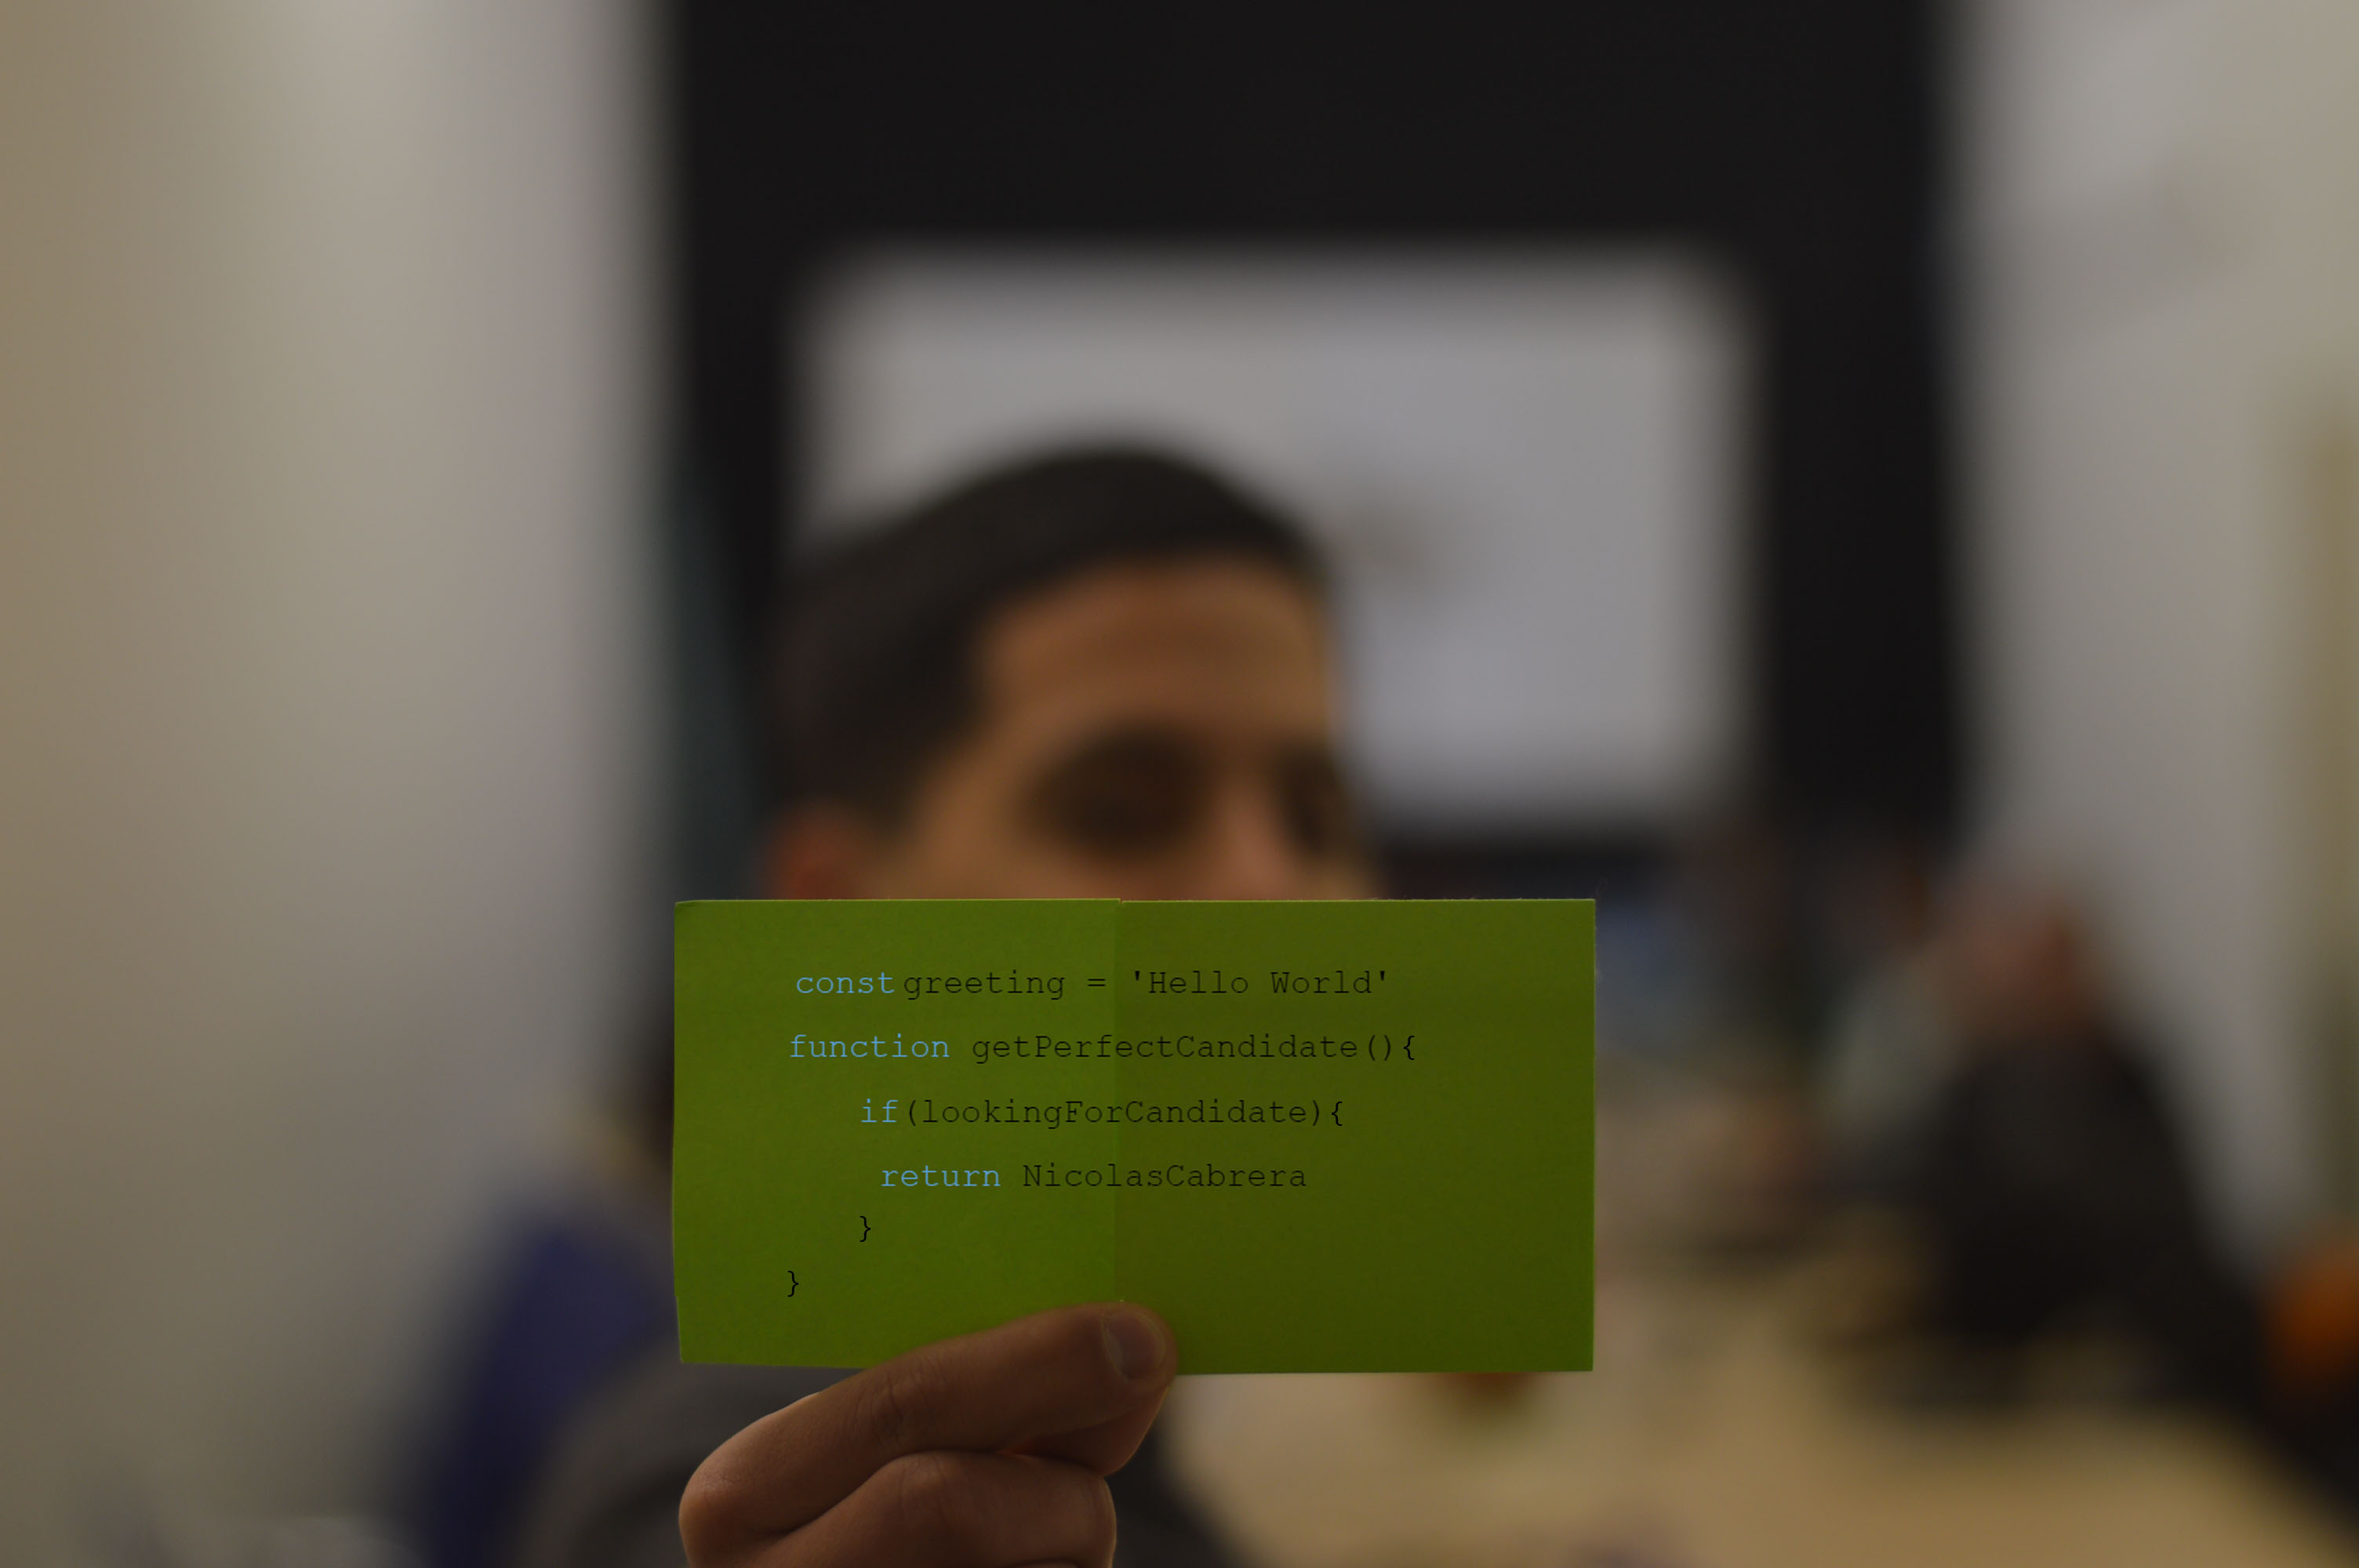 const greeting = 'Hello World'
function getPerfectCandidate(){
if(lookingForCandidate){
return NicolasCabrera
}
}